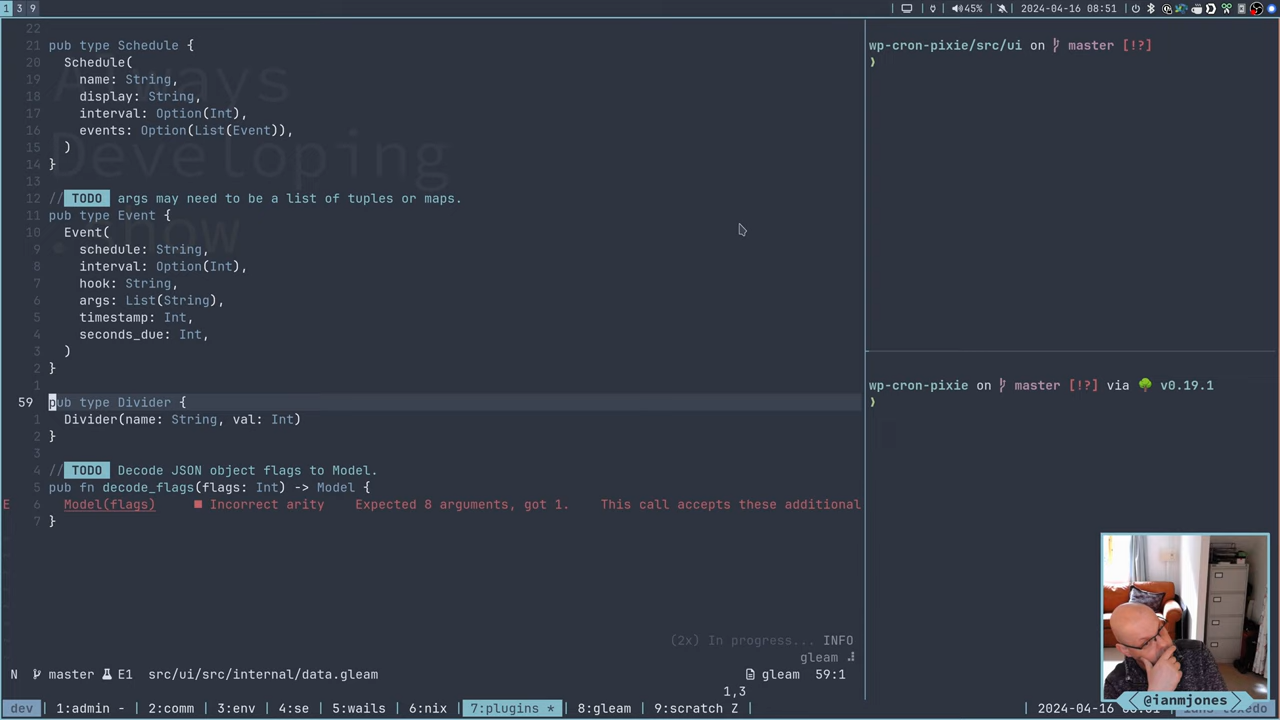 1 3 9
45% 2024-04-16 08:51
22
21 pub type Schedule {
20 Schedule(
19 name: String,
18 display: String,
17 interval: Option(Int),
16 events: Option(List(Event)),
15 )
14 }
13
12 // TODO args may need to be a list of tuples or maps.
11 pub type Event {
10 Event(
9 schedule: String,
8 interval: Option(Int),
7 hook: String,
6 args: List(String),
5 timestamp: Int,
4 seconds_due: Int,
3 )
2 }
1
59 pub type Divider {
1 Divider(name: String, val: Int)
2 }
3
4 // TODO Decode JSON object flags to Model.
5 pub fn decode_flags(flags: Int) -> Model {
E 6 Model(flags) ■ Incorrect arity Expected 8 arguments, got 1. This call accepts these additional
7 }
Always
Developing
.now
(2x) In progress... INFO
gleam
N master E1 src/ui/src/internal/data.gleam gleam 59:1
1,3
wp-cron-pixie/src/ui on master [!?]
❯
wp-cron-pixie on master [!?] via v0.19.1
❯
@ianmjones
dev 1:admin - 2:comm 3:env 4:se 5:wails 6:nix 7:plugins * 8:gleam 9:scratch Z 2024-04-16